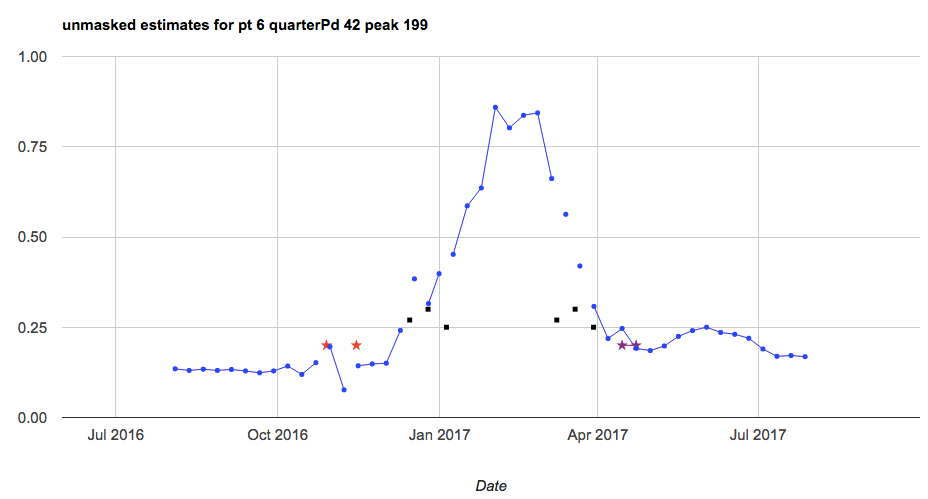 unmasked estimates for pt 6 quarterPd 42 peak 199
1.00
0.75
0.50
0.25
0.00
Jul 2016 Oct 2016 Jan 2017 Apr 2017 Jul 2017
Date